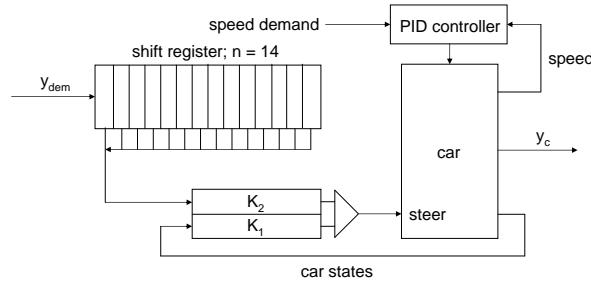 speed demand
PID controller
shift register; n = 14
speed
y_dem
car
y_c
K_2
steer
K_1
car states